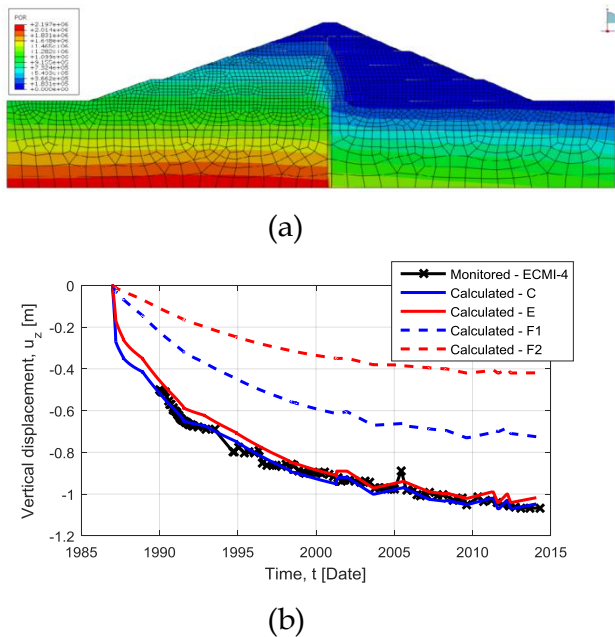 POR
+2.197e+06
+2.014e+06
+1.831e+06
+1.648e+06
+1.465e+06
+1.282e+06
+1.099e+06
+9.155e+05
+7.324e+05
+5.493e+05
+3.662e+05
+1.831e+05
+0.000e+00
(a)
Monitored - ECMI-4
Calculated - C
Calculated - E
Calculated - F1
Calculated - F2
Vertical displacement, u_z [m]
0
-0.2
-0.4
-0.6
-0.8
-1
-1.2
1985 1990 1995 2000 2005 2010 2015
Time, t [Date]
(b)